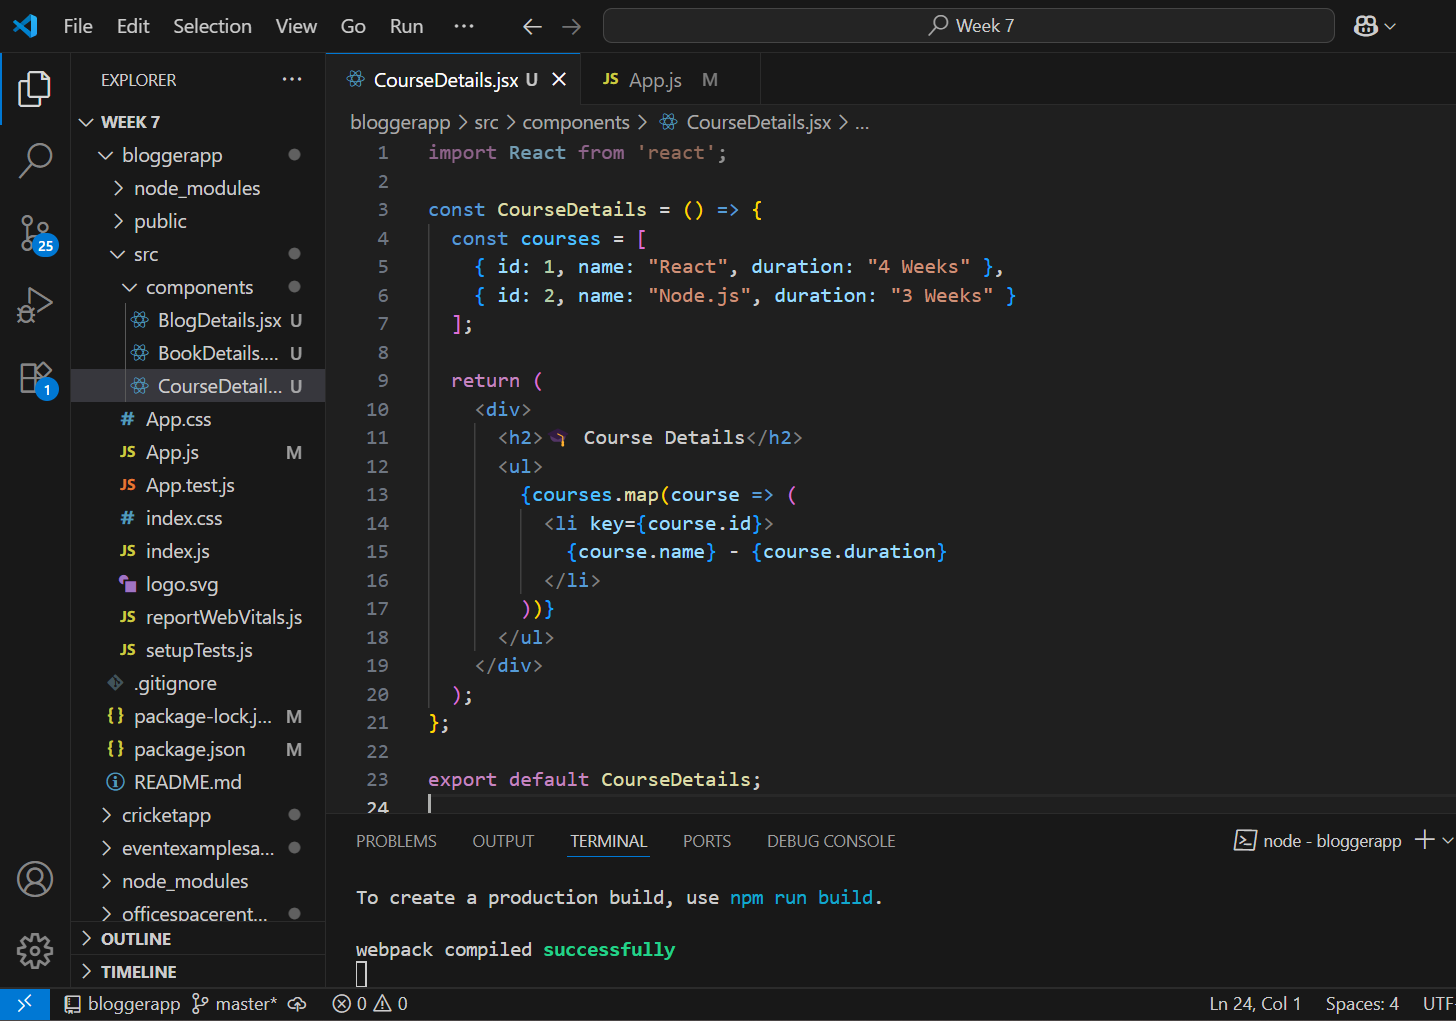 File Edit Selection View Go Run ··· Week 7
EXPLORER ···
WEEK 7
bloggerapp
node_modules
public
src
components
BlogDetails.jsx U
BookDetails.... U
CourseDetail... U
# App.css
JS App.js M
JS App.test.js
# index.css
JS index.js
logo.svg
JS reportWebVitals.js
JS setupTests.js
.gitignore
{} package-lock.j... M
{} package.json M
README.md
cricketapp
eventexamplesa...
node_modules
officespacerent...
OUTLINE
TIMELINE
25
1
CourseDetails.jsx U × JS App.js M
bloggerapp > src > components > CourseDetails.jsx > ...
1 import React from 'react';
2
3 const CourseDetails = () => {
4 const courses = [
5 { id: 1, name: "React", duration: "4 Weeks" },
6 { id: 2, name: "Node.js", duration: "3 Weeks" }
7 ];
8
9 return (
10 <div>
11 <h2>🎓 Course Details</h2>
12 <ul>
13 {courses.map(course => (
14 <li key={course.id}>
15 {course.name} - {course.duration}
16 </li>
17 ))}
18 </ul>
19 </div>
20 );
21 };
22
23 export default CourseDetails;
24
PROBLEMS OUTPUT TERMINAL PORTS DEBUG CONSOLE node - bloggerapp
To create a production build, use npm run build.
webpack compiled successfully
bloggerapp master* 0 0 Ln 24, Col 1 Spaces: 4 UTF